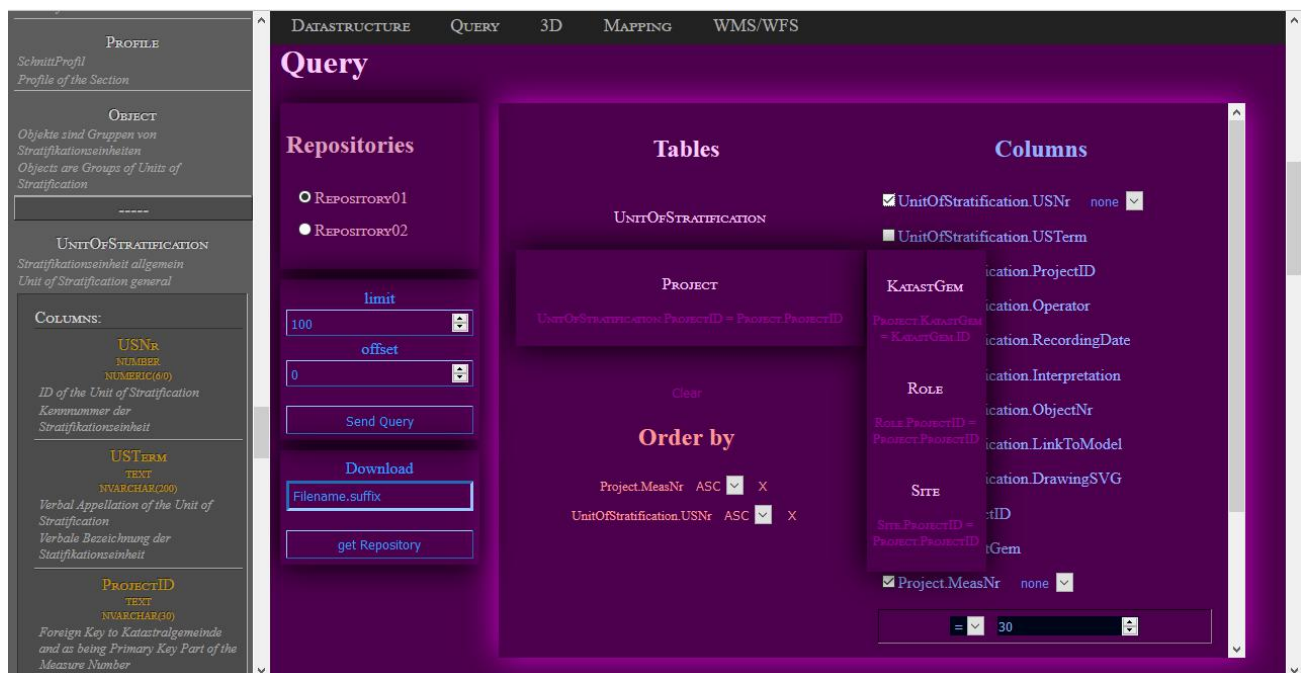 PROFILE
SchnittProfil
Profile of the Section
OBJECT
Objekte sind Gruppen von
Stratifikationseinheiten
Objects are Groups of Units of
Stratification
-----
UNITOFSTRATIFICATION
Stratifikationseinheit allgemein
Unit of Stratification general
COLUMNS:
USNR
NUMBER
NUMERIC(6/0)
ID of the Unit of Stratification
Kennnummer der
Stratifikationseinheit
USTERM
TEXT
NVARCHAR(200)
Verbal Appellation of the Unit of
Stratification
Verbale Bezeichnung der
Statifikationseinheit
PROJECTID
TEXT
NVARCHAR(30)
Foreign Key to Katastralgemeinde
and as being Primary Key Part of the
Measure Number
DATASTRUCTURE QUERY 3D MAPPING WMS/WFS
Query
Repositories
REPOSITORY01
REPOSITORY02
limit
100
offset
0
Send Query
Download
Filename.suffix
get Repository
Tables
UNITOFSTRATIFICATION
PROJECT
UNITOFSTRATIFICATION.PROJECTID = PROJECT.PROJECTID
Clear
Order by
Project.MeasNr ASC X
UnitOfStratification.USNr ASC X
KATASTGEM
PROJECT.KATASTGEM
= KATASTGEM.ID
ROLE
ROLE.PROJECTID =
PROJECT.PROJECTID
SITE
SITE.PROJECTID =
PROJECT.PROJECTID
Columns
UnitOfStratification.USNr none
UnitOfStratification.USTerm
ication.ProjectID
ication.Operator
ication.RecordingDate
ication.Interpretation
ication.ObjectNr
ication.LinkToModel
ication.DrawingSVG
ctID
tGem
Project.MeasNr none
= 30